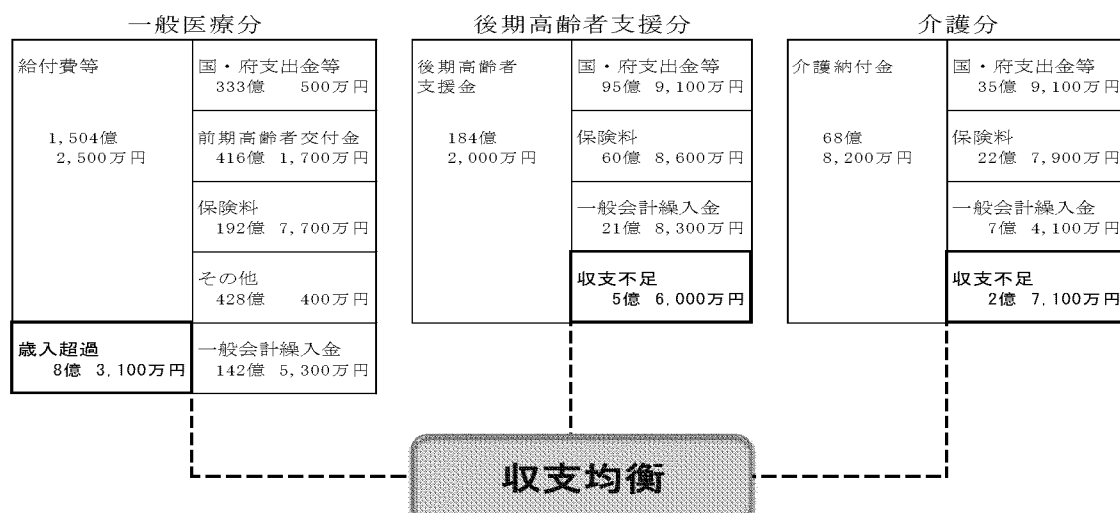 一般医療分
給付費等
1,504億
2,500万円
歳入超過
8億 3,100万円
国・府支出金等
333億 500万円
前期高齢者交付金
416億 1,700万円
保険料
192億 7,700万円
その他
428億 400万円
一般会計繰入金
142億 5,300万円
後期高齢者支援分
後期高齢者
支援金
184億
2,000万円
国・府支出金等
95億 9,100万円
保険料
60億 8,600万円
一般会計繰入金
21億 8,300万円
収支不足
5億 6,000万円
介護分
介護納付金
68億
8,200万円
国・府支出金等
35億 9,100万円
保険料
22億 7,900万円
一般会計繰入金
7億 4,100万円
収支不足
2億 7,100万円
収支均衡